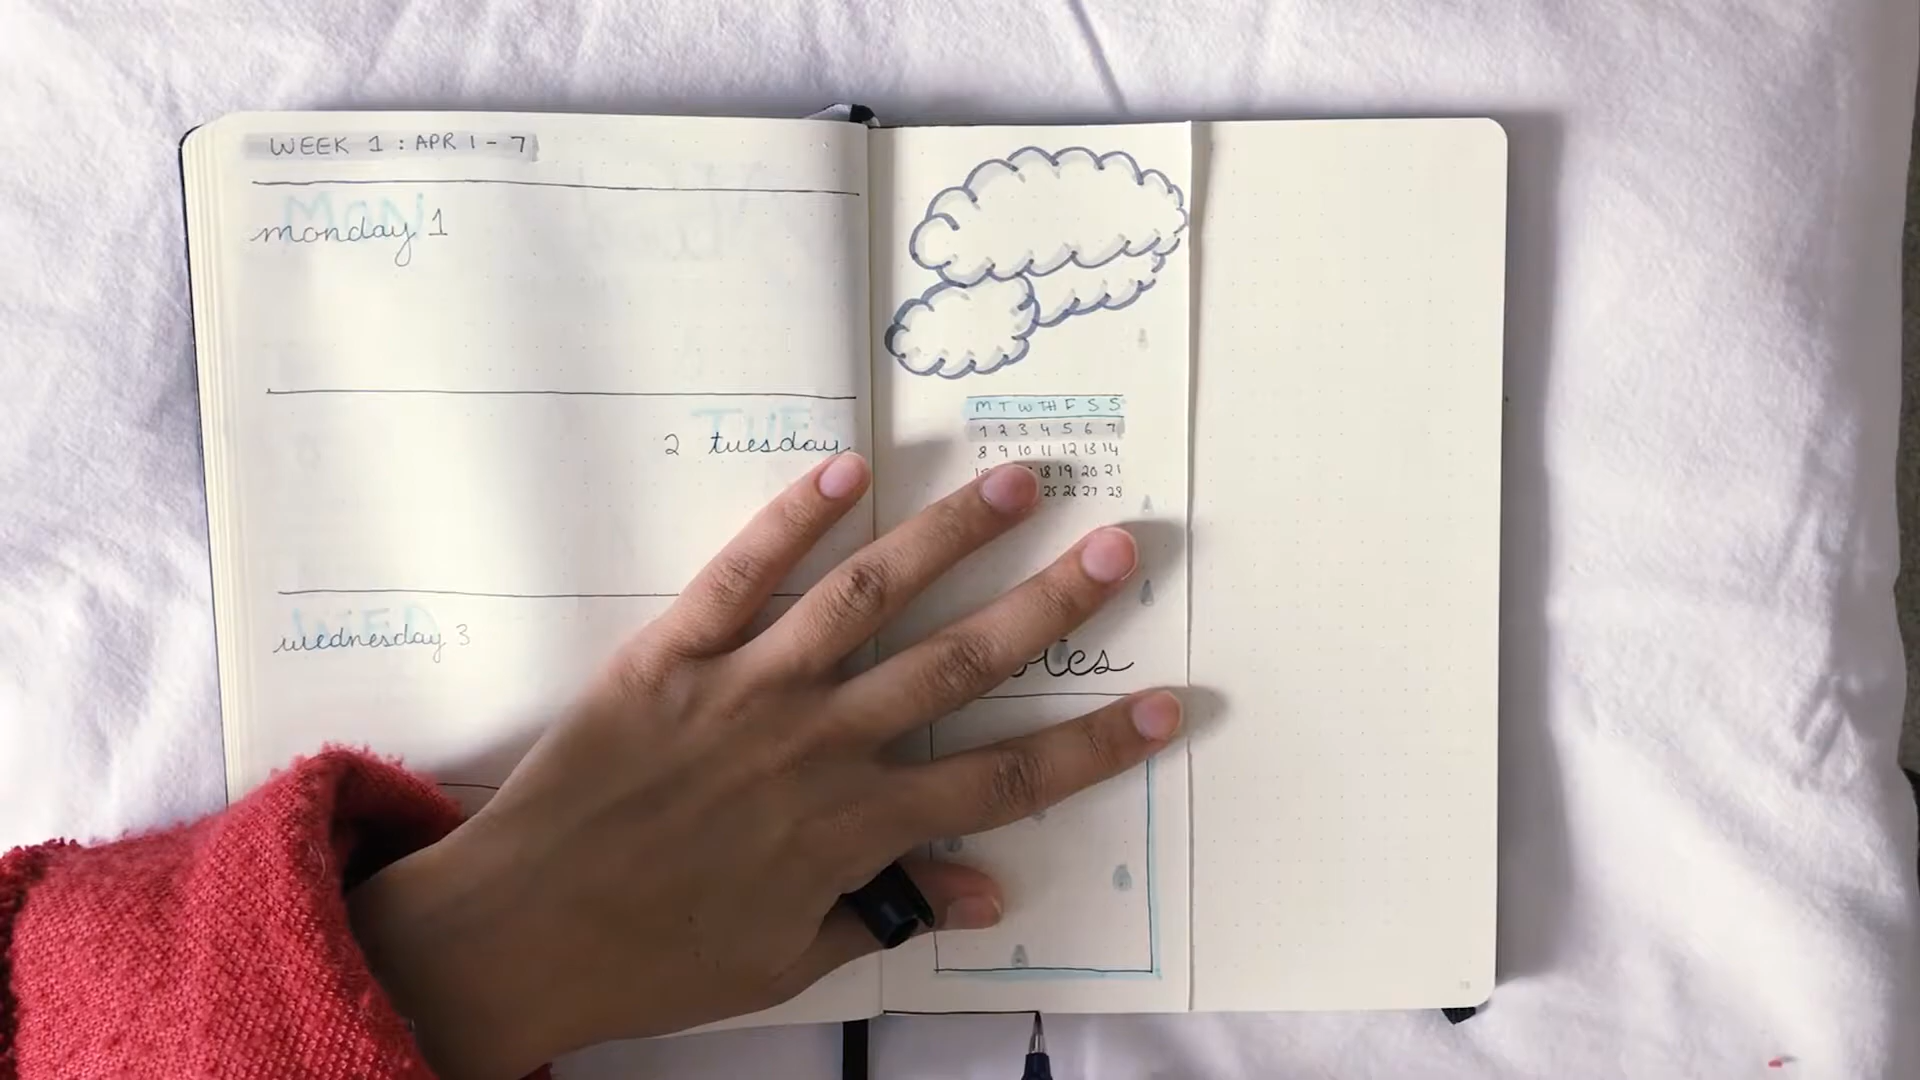 WEEK 1 : APR 1 - 7
monday 1
2 tuesday
wednesday 3
M T W TH F S S
1 2 3 4 5 6 7
8 9 10 11 12 13 14
18 19 20 21
25 26 27 28